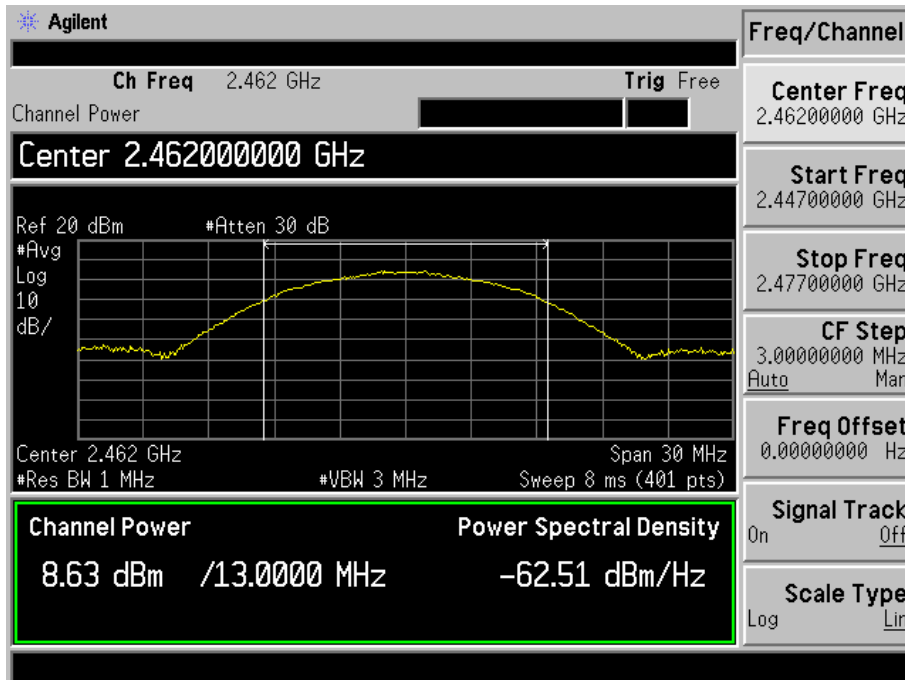 Agilent
Freq/Channel
Ch Freq 2.462 GHz Trig Free
Channel Power
Center 2.462000000 GHz
Ref 20 dBm #Atten 30 dB
#Avg
Log
10
dB/
Center 2.462 GHz Span 30 MHz
#Res BW 1 MHz #VBW 3 MHz Sweep 8 ms (401 pts)
Channel Power Power Spectral Density
8.63 dBm /13.0000 MHz -62.51 dBm/Hz
Center Freq
2.46200000 GHz
Start Freq
2.44700000 GHz
Stop Freq
2.47700000 GHz
CF Step
3.00000000 MHz
Auto Man
Freq Offset
0.00000000 Hz
Signal Track
On Off
Scale Type
Log Lin